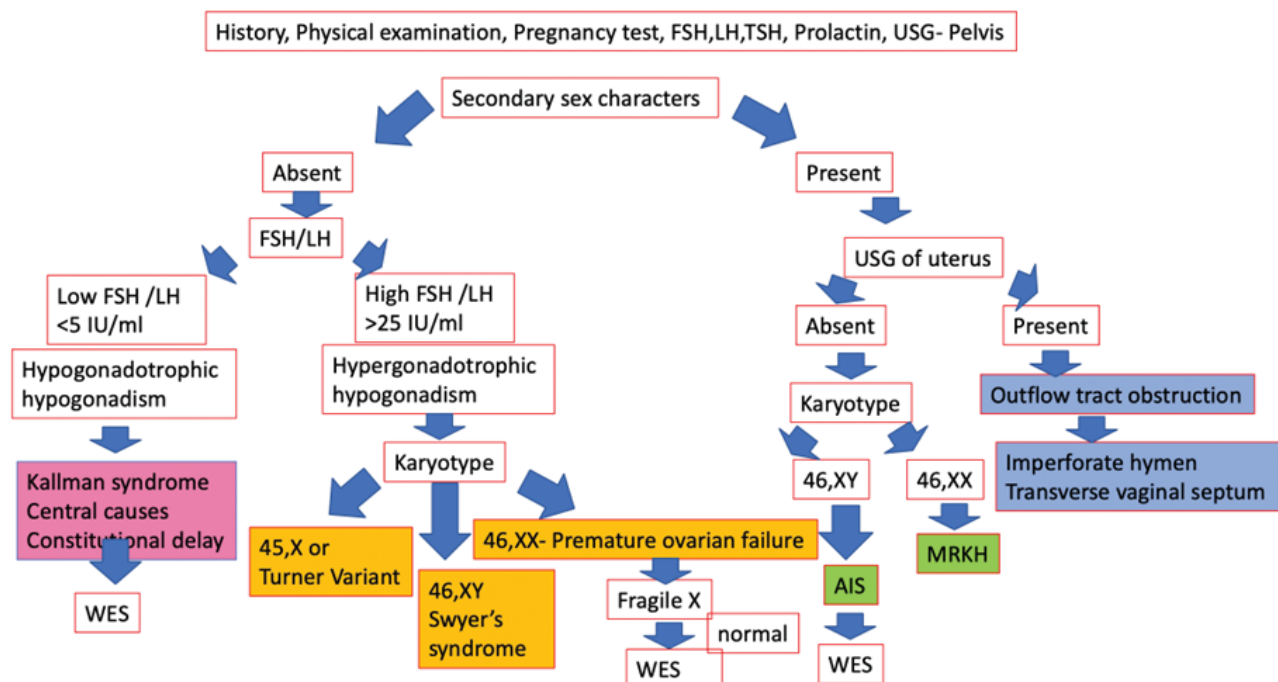 History, Physical examination, Pregnancy test, FSH,LH,TSH, Prolactin, USG- Pelvis
Secondary sex characters
Absent
Present
FSH/LH
USG of uterus
Low FSH /LH
<5 IU/ml
High FSH /LH
>25 IU/ml
Absent
Present
Hypogonadotrophic
hypogonadism
Hypergonadotrophic
hypogonadism
Karyotype
Outflow tract obstruction
Karyotype
Kallman syndrome
Central causes
Constitutional delay
46,XY
46,XX
Imperforate hymen
Transverse vaginal septum
45,X or
Turner Variant
46,XY
Swyer's
syndrome
46,XX- Premature ovarian failure
AIS
MRKH
WES
Fragile X
normal
WES
WES